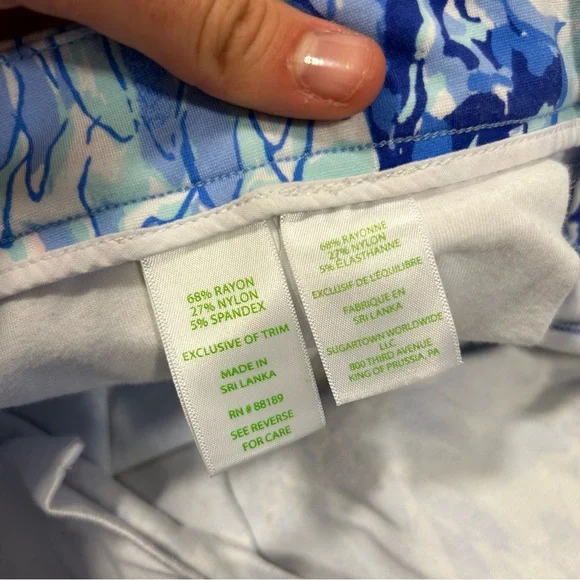 68% RAYON
27% NYLON
5% SPANDEX
EXCLUSIVE OF TRIM
MADE IN
SRI LANKA
RN # 88189
SEE REVERSE
FOR CARE
68% RAYONNE
27% NYLON
5% ELASTHANNE
EXCLUSIF DE L'EQUILIBRE
FABRIQUE EN
SRI LANKA
SUGARTOWN WORLDWIDE
LLC
800 THIRD AVENUE
KING OF PRUSSIA, PA